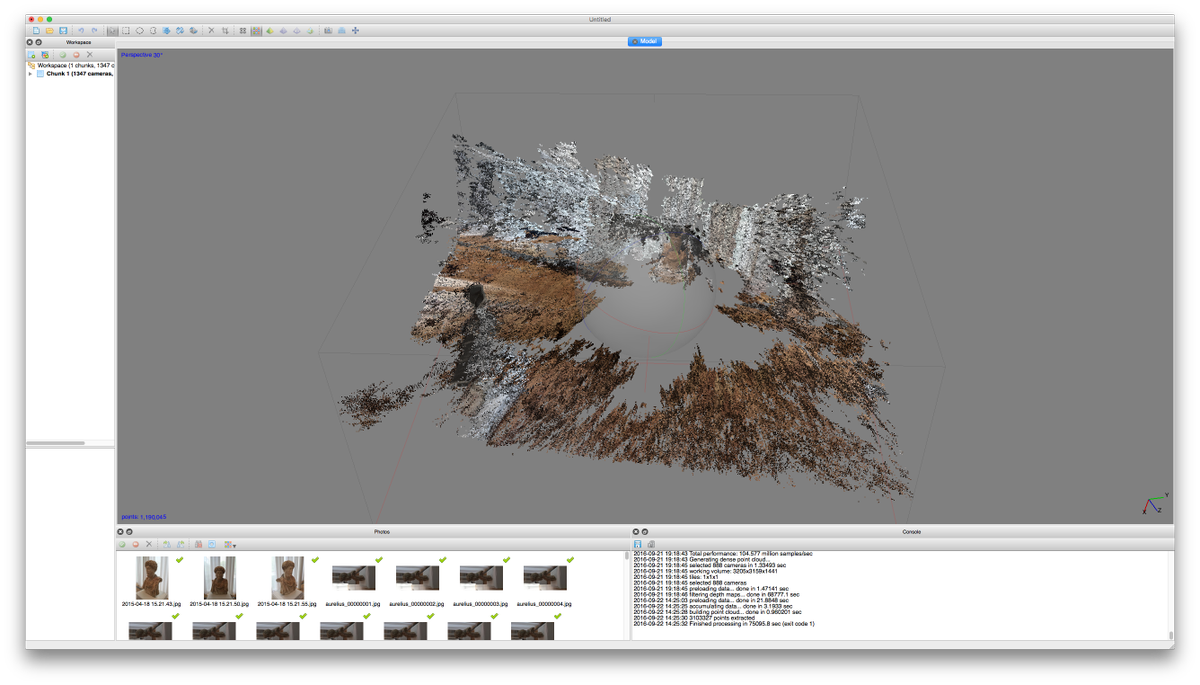 Untitled
Workspace
Model
Workspace (1 chunks, 1347 c
Chunk 1 (1347 cameras,
Perspective 30°
X
Y
Z
points: 1,190,045
Photos
2015-04-18 15.21.43.jpg
2015-04-18 15.21.50.jpg
2015-04-18 15.21.55.jpg
aurelius_00000001.jpg
aurelius_00000002.jpg
aurelius_00000003.jpg
aurelius_00000004.jpg
Console
2016-09-21 19:18:43 Total performance: 104.577 million samples/sec
2016-09-21 19:18:43 Generating dense point cloud...
2016-09-21 19:18:45 selected 888 cameras in 1.33493 sec
2016-09-21 19:18:45 working volume: 3205x3159x1441
2016-09-21 19:18:45 tiles: 1x1x1
2016-09-21 19:18:45 selected 888 cameras
2016-09-21 19:18:45 preloading data... done in 1.47141 sec
2016-09-21 19:18:46 filtering depth maps... done in 68777.1 sec
2016-09-22 14:25:03 preloading data... done in 21.8848 sec
2016-09-22 14:25:25 accumulating data... done in 3.1933 sec
2016-09-22 14:25:28 building point cloud... done in 0.960201 sec
2016-09-22 14:25:30 3103327 points extracted
2016-09-22 14:25:32 Finished processing in 75095.8 sec (exit code 1)